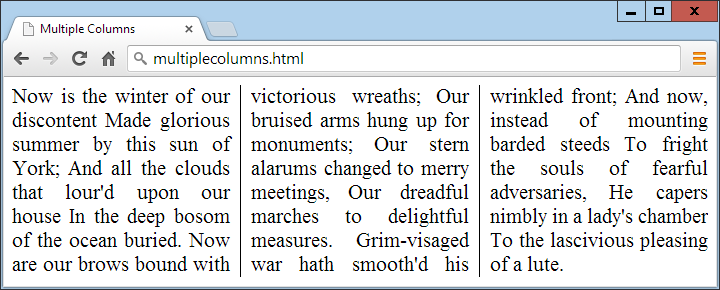 Multiple Columns
multiplecolumns.html
Now is the winter of our
discontent Made glorious
summer by this sun of
York; And all the clouds
that lour'd upon our
house In the deep bosom
of the ocean buried. Now
are our brows bound with
victorious wreaths; Our
bruised arms hung up for
monuments; Our stern
alarums changed to merry
meetings, Our dreadful
marches to delightful
measures. Grim-visaged
war hath smooth'd his
wrinkled front; And now,
instead of mounting
barded steeds To fright
the souls of fearful
adversaries, He capers
nimbly in a lady's chamber
To the lascivious pleasing
of a lute.